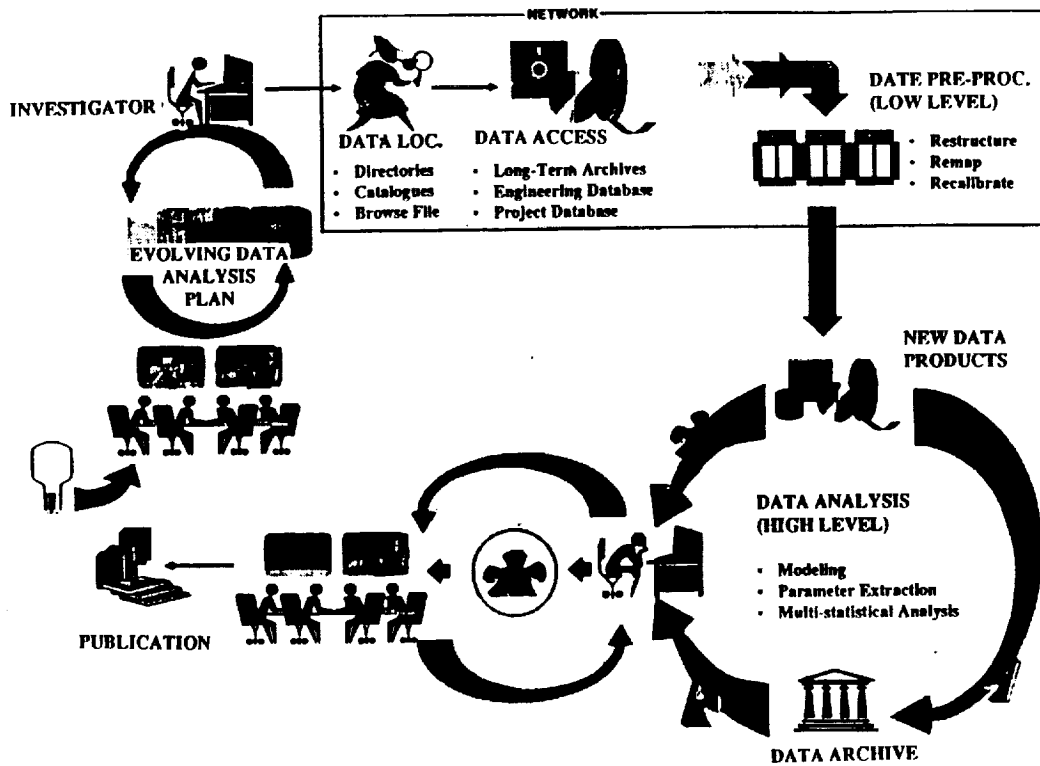 NETWORK
INVESTIGATOR
DATA LOC.
• Directories
• Catalogues
• Browse File
DATA ACCESS
• Long-Term Archives
• Engineering Database
• Project Database
DATE PRE-PROC.
(LOW LEVEL)
• Restructure
• Remap
• Recalibrate
EVOLVING DATA
ANALYSIS
PLAN
NEW DATA
PRODUCTS
DATA ANALYSIS
(HIGH LEVEL)
• Modeling
• Parameter Extraction
• Multi-statistical Analysis
PUBLICATION
DATA ARCHIVE